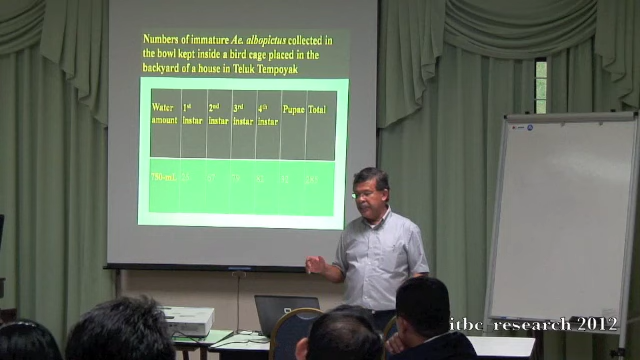 Numbers of immature Ae. albopictus collected in
the bowl kept inside a bird cage placed in the
backyard of a house in Teluk Tempoyak
Water amount 1st instar 2nd instar 3rd instar 4th instar Pupae Total
780-mL
itbc research 2012